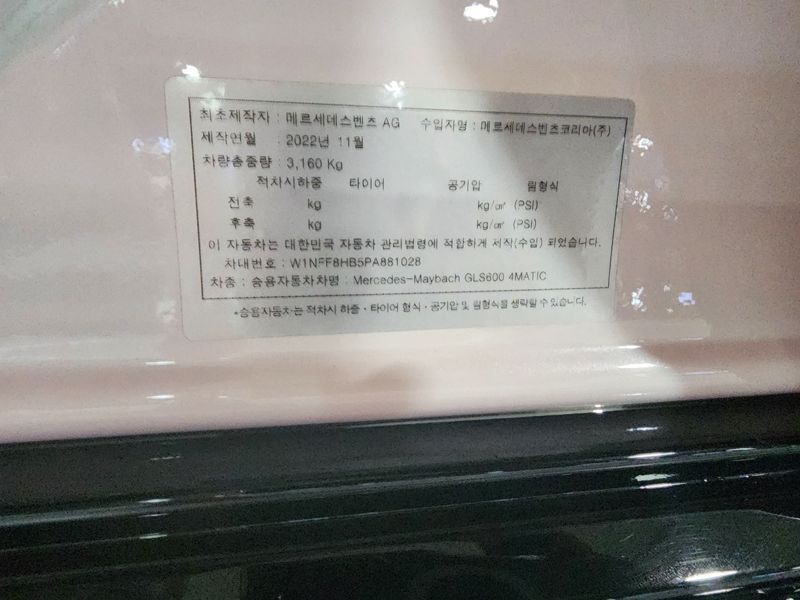 최초제작자 : 메르세데스벤츠 AG 수입자명 : 메르세데스벤츠코리아(주)
제작연월 : 2022년 11월
차량총중량 : 3,160 Kg
적차시하중 타이어 공기압 림형식
전축 kg kg/㎠ (PSI)
후축 kg kg/㎠ (PSI)
이 자동차는 대한민국 자동차 관리법령에 적합하게 제작(수입) 되었습니다.
차대번호 : W1NFF8HB5PA881028
차종 : 승용자동차차명 : Mercedes-Maybach GLS600 4MATIC
*승용자동차는 적차시 하중·타이어 형식·공기압 및 림형식을 생략할 수 있습니다.